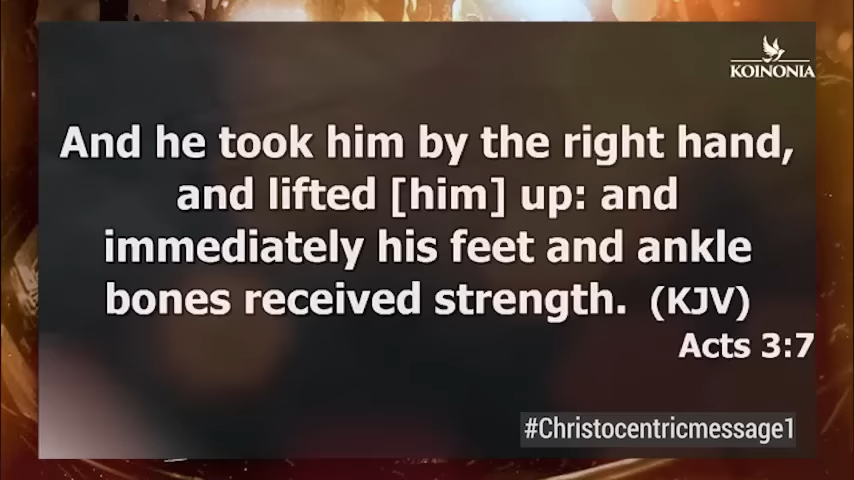 KOINONIA
And he took him by the right hand,
and lifted [him] up: and
immediately his feet and ankle
bones received strength. (KJV)
Acts 3:7
#Christocentricmessage1